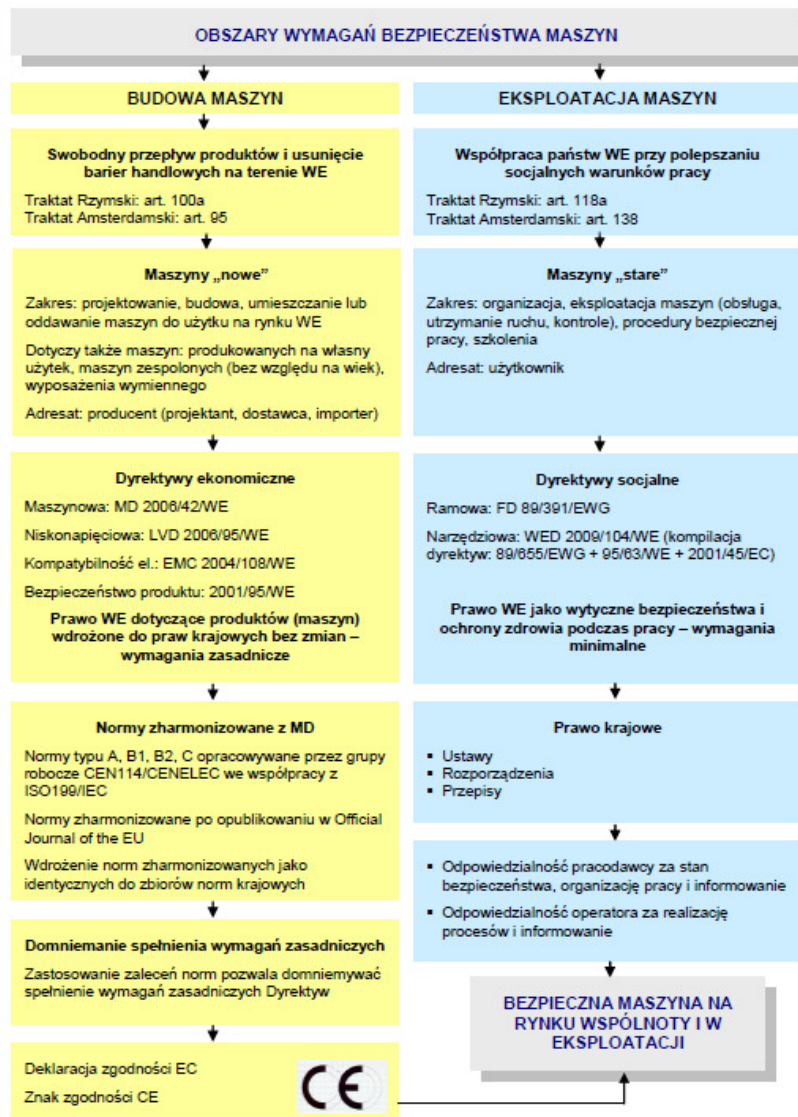 OBSZARY WYMAGAŃ BEZPIECZEŃSTWA MASZYN
BUDOWA MASZYN
Swobodny przepływ produktów i usunięcie
barier handlowych na terenie WE
Traktat Rzymski: art. 100a
Traktat Amsterdamski: art. 95
Maszyny „nowe”
Zakres: projektowanie, budowa, umieszczanie lub
oddawanie maszyn do użytku na rynku WE
Dotyczy także maszyn: produkowanych na własny
użytek, maszyn zespolonych (bez względu na wiek),
wyposażenia wymiennego
Adresat: producent (projektant, dostawca, importer)
Dyrektywy ekonomiczne
Maszynowa: MD 2006/42/WE
Niskonapięciowa: LVD 2006/95/WE
Kompatybilność el.: EMC 2004/108/WE
Bezpieczeństwo produktu: 2001/95/WE
Prawo WE dotyczące produktów (maszyn)
wdrożone do praw krajowych bez zmian –
wymagania zasadnicze
Normy zharmonizowane z MD
Normy typu A, B1, B2, C opracowywane przez grupy
robocze CEN114/CENELEC we współpracy z
ISO199/IEC
Normy zharmonizowane po opublikowaniu w Official
Journal of the EU
Wdrożenie norm zharmonizowanych jako
identycznych do zbiorów norm krajowych
Domniemanie spełnienia wymagań zasadniczych
Zastosowanie zaleceń norm pozwala domniemywać
spełnienie wymagań zasadniczych Dyrektyw
Deklaracja zgodności EC
Znak zgodności CE
CE
EKSPLOATACJA MASZYN
Współpraca państw WE przy polepszaniu
socjalnych warunków pracy
Traktat Rzymski: art. 118a
Traktat Amsterdamski: art. 138
Maszyny „stare”
Zakres: organizacja, eksploatacja maszyn (obsługa,
utrzymanie ruchu, kontrole), procedury bezpiecznej
pracy, szkolenia
Adresat: użytkownik
Dyrektywy socjalne
Ramowa: FD 89/391/EWG
Narzędziowa: WED 2009/104/WE (kompilacja
dyrektyw: 89/655/EWG + 95/63/WE + 2001/45/EC)
Prawo WE jako wytyczne bezpieczeństwa i
ochrony zdrowia podczas pracy – wymagania
minimalne
Prawo krajowe
▪ Ustawy
▪ Rozporządzenia
▪ Przepisy
▪ Odpowiedzialność pracodawcy za stan
bezpieczeństwa, organizację pracy i informowanie
▪ Odpowiedzialność operatora za realizację
procesów i informowanie
BEZPIECZNA MASZYNA NA
RYNKU WSPÓLNOTY I W
EKSPLOATACJI